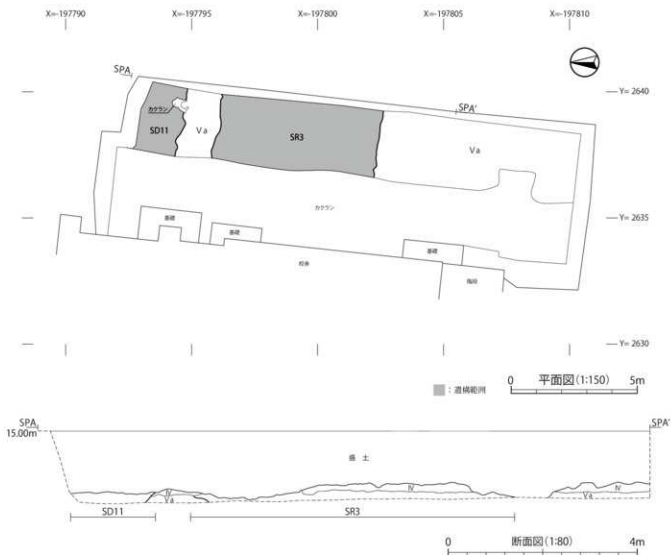 X=-197790 X=-197795 X=-197800 X=-197805 X=-197810
SPA
カクラン
SPA'
Y= 2640
SD11
Va
SR3
Va
カクラン
Y= 2635
基礎
基礎
基礎
校舎
階段
Y= 2630
:遺構範囲
0 平面図(1:150) 5m
SPA
15.00m
SPA'
盛土
Ⅳ
Va
Ⅳ
Ⅳ
Va
SD11
SR3
0 断面図(1:80) 4m